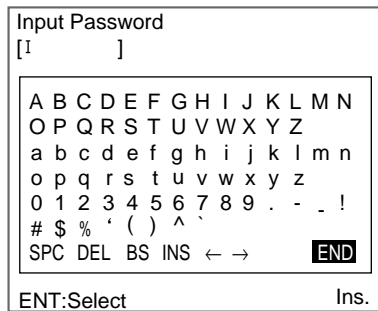 Input Password
[I ]
A B C D E F G H I J K L M N
O P Q R S T U V W X Y Z
a b c d e f g h i j k l m n
o p q r s t u v w x y z
0 1 2 3 4 5 6 7 8 9 . - _ !
# $ % ‘ ( ) ^ `
SPC DEL BS INS ← → END
ENT:Select Ins.